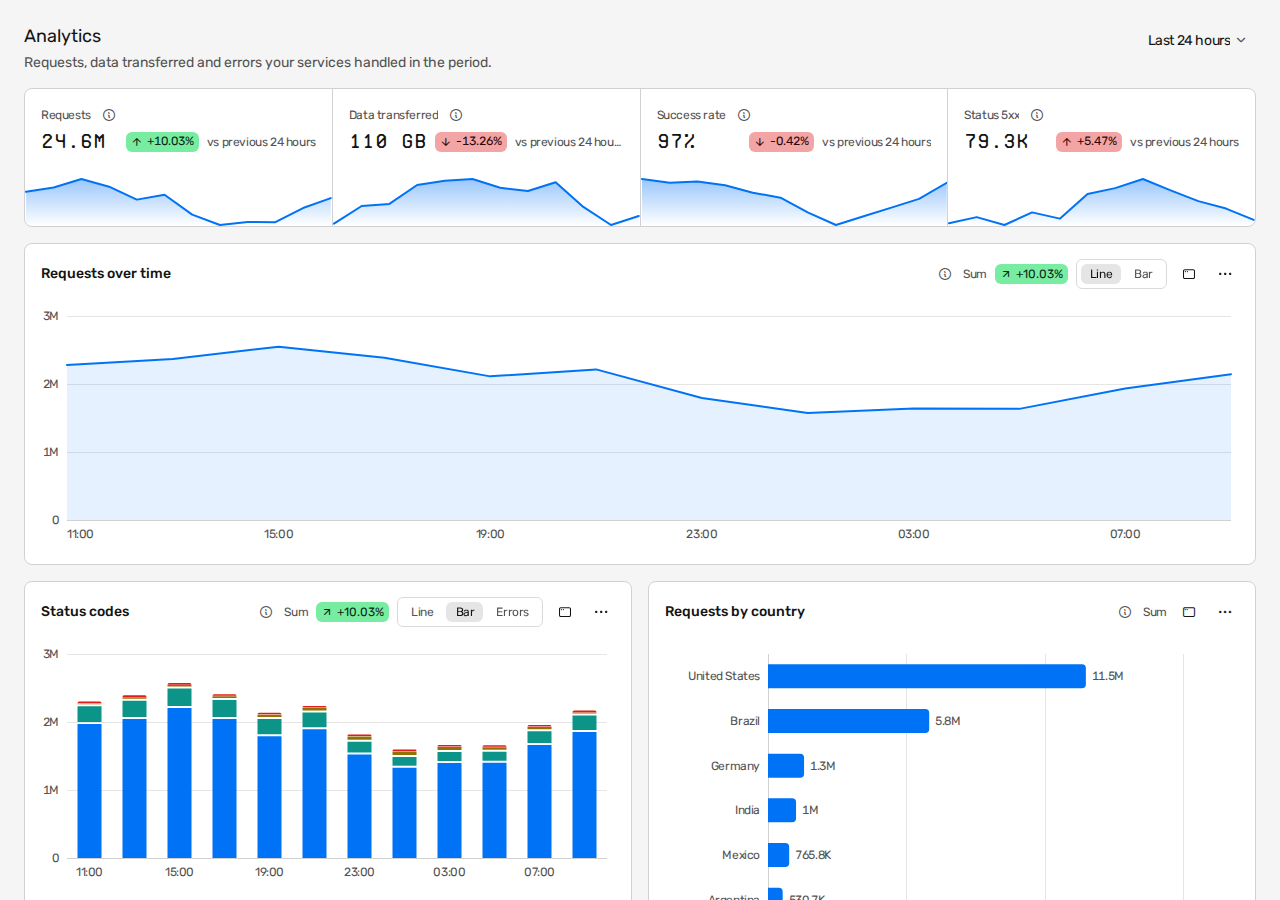 Analytics
Last 24 hours
Requests, data transferred and errors your services handled in the period.
Requests
24.6M +10.03% vs previous 24 hours
Data transferred
110 GB -13.26% vs previous 24 hou...
Success rate
97% -0.42% vs previous 24 hours
Status 5xx
79.3K +5.47% vs previous 24 hours
Requests over time
Sum +10.03% Line Bar
3M
2M
1M
0
11:00 15:00 19:00 23:00 03:00 07:00
Status codes
Sum +10.03% Line Bar Errors
3M
2M
1M
0
11:00 15:00 19:00 23:00 03:00 07:00
Requests by country
Sum
United States 11.5M
Brazil 5.8M
Germany 1.3M
India 1M
Mexico 765.8K
Argentina 530.7K